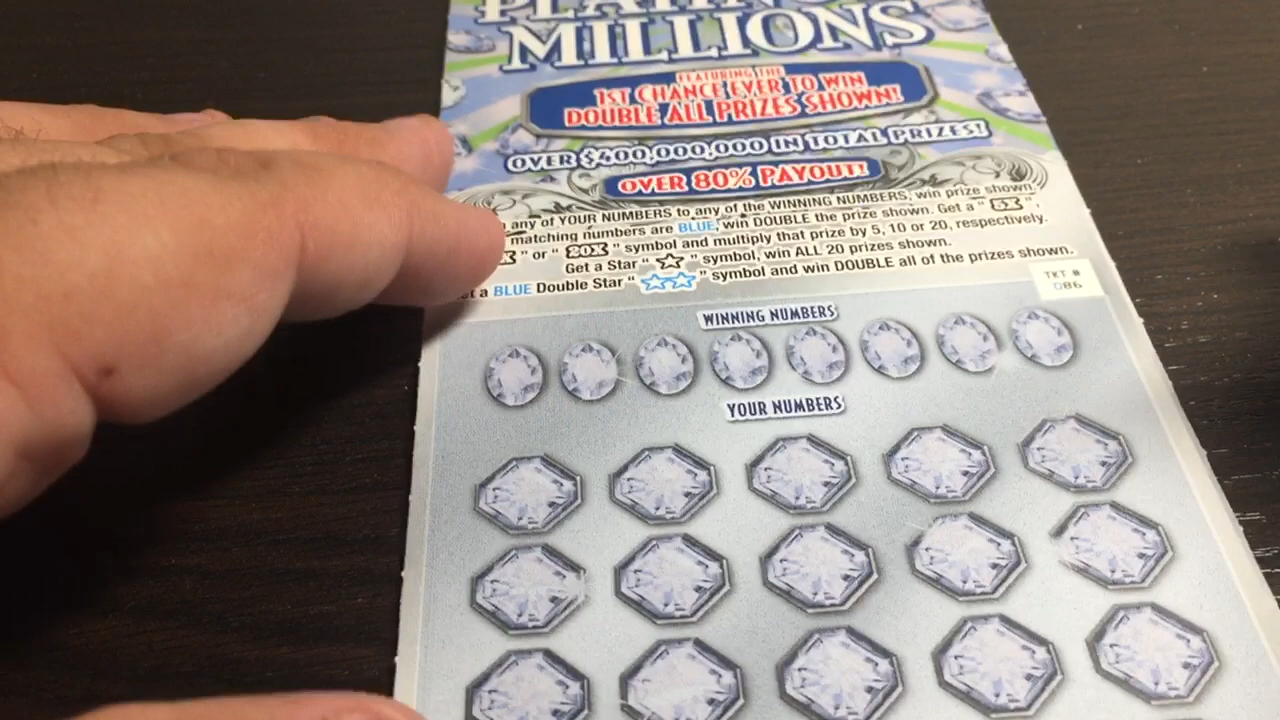 MILLIONS
FEATURING THE
1ST CHANCE EVER TO WIN
DOUBLE ALL PRIZES SHOWN!
OVER $400,000,000 IN TOTAL PRIZES!
OVER 80% PAYOUT!
any of YOUR NUMBERS to any of the WINNING NUMBERS, win prize shown.
matching numbers are BLUE, win DOUBLE the prize shown. Get a " 5X ",
" or " 20X " symbol and multiply that prize by 5, 10 or 20, respectively.
Get a Star " ☆ " symbol, win ALL 20 prizes shown.
a BLUE Double Star " ☆☆ " symbol and win DOUBLE all of the prizes shown.
TKT #
086
WINNING NUMBERS
YOUR NUMBERS